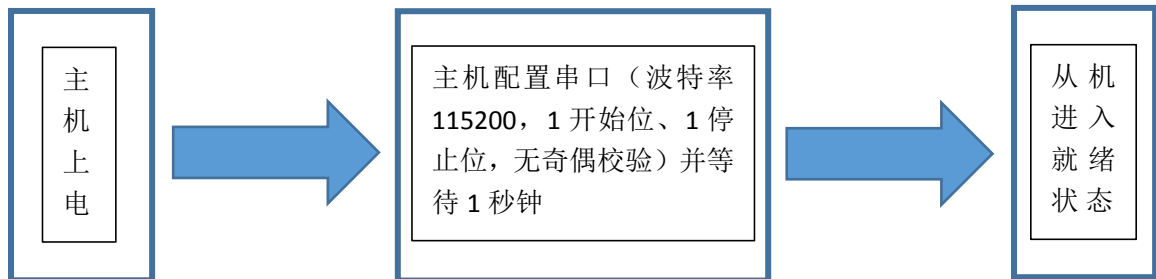 主
机
上
电
主机配置串口（波特率
115200，1 开始位、1 停
止位，无奇偶校验）并等
待 1 秒钟
从 机
进 入
就 绪
状 态